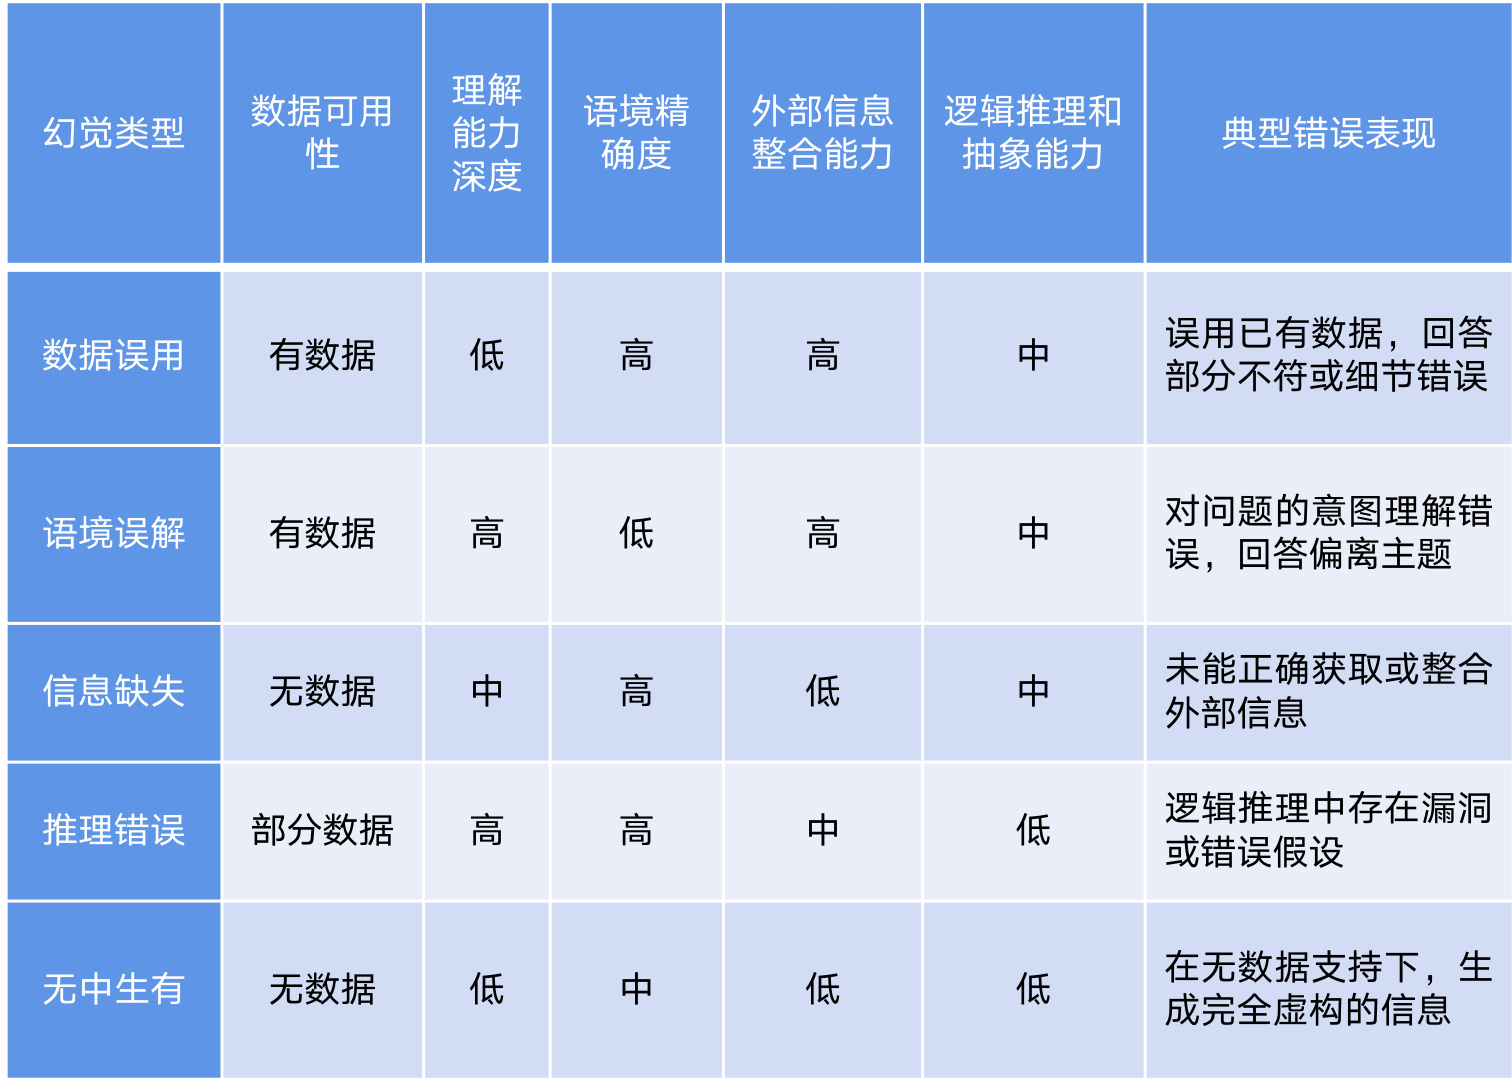 幻觉类型
数据可用
性
理解
能力
深度
语境精
确度
外部信息
整合能力
逻辑推理和
抽象能力
典型错误表现
数据误用
有数据
低
高
高
中
误用已有数据，回答
部分不符或细节错误
语境误解
有数据
高
低
高
中
对问题的意图理解错
误，回答偏离主题
信息缺失
无数据
中
高
低
中
未能正确获取或整合
外部信息
推理错误
部分数据
高
高
中
低
逻辑推理中存在漏洞
或错误假设
无中生有
无数据
低
中
低
低
在无数据支持下，生
成完全虚构的信息